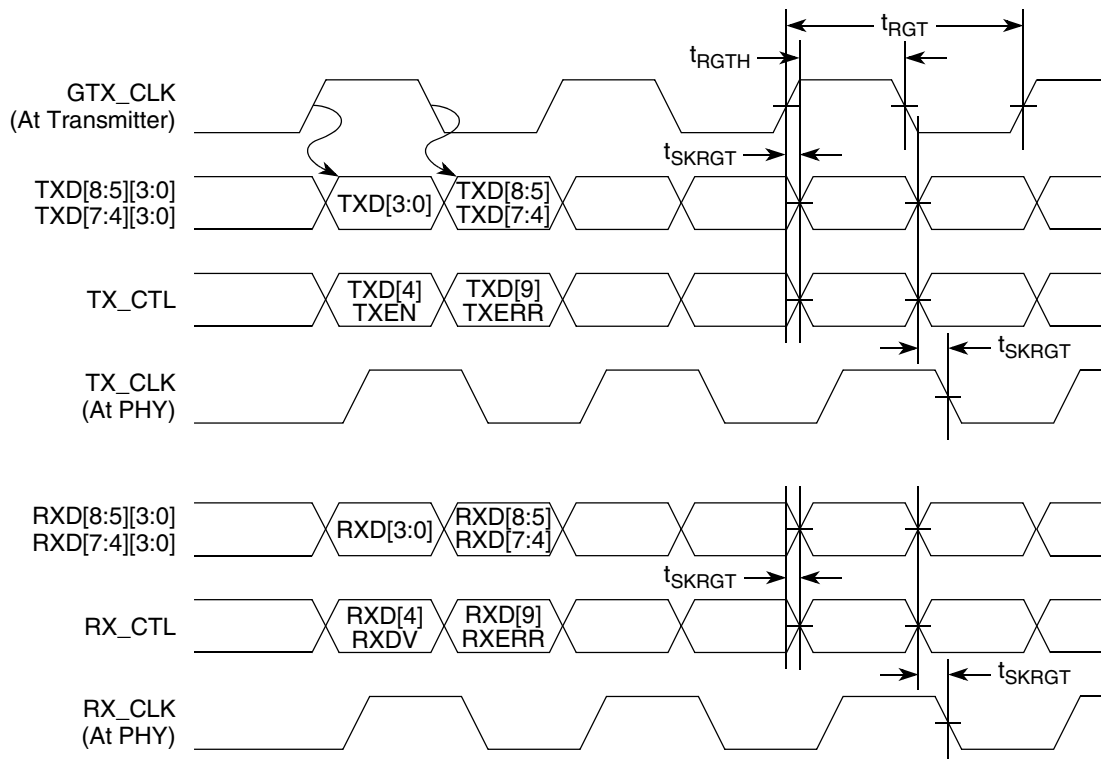 tRGT
tRGTH
GTX_CLK
(At Transmitter)
tSKRGT
TXD[8:5][3:0]
TXD[7:4][3:0]
TXD[3:0]
TXD[8:5]
TXD[7:4]
TX_CTL
TXD[4]
TXEN
TXD[9]
TXERR
tSKRGT
TX_CLK
(At PHY)
RXD[8:5][3:0]
RXD[7:4][3:0]
RXD[3:0]
RXD[8:5]
RXD[7:4]
tSKRGT
RX_CTL
RXD[4]
RXDV
RXD[9]
RXERR
tSKRGT
RX_CLK
(At PHY)